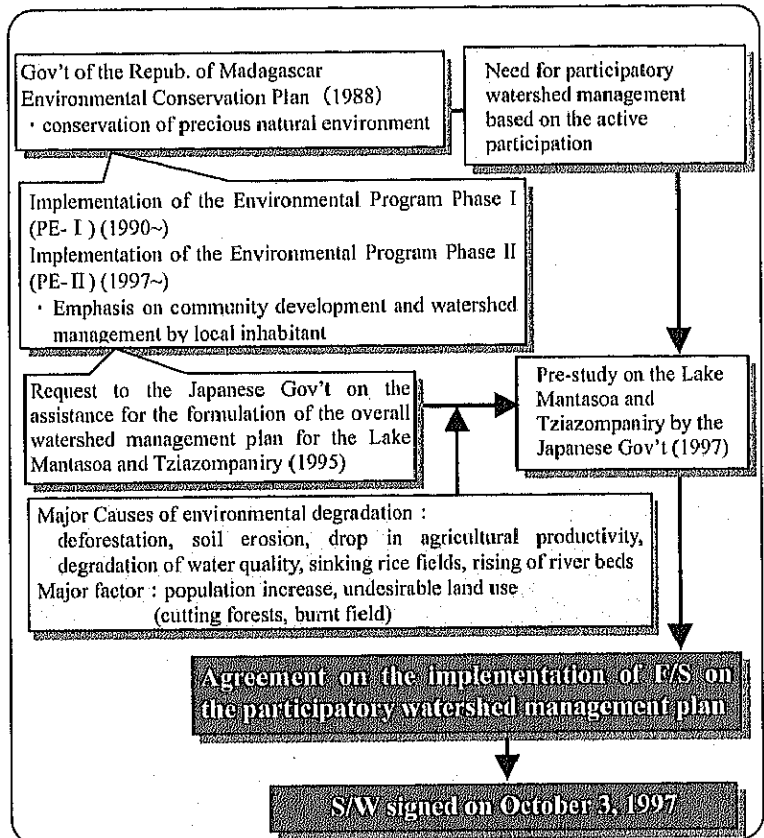 Gov't of the Repub. of Madagascar
Environmental Conservation Plan (1988)
・conservation of precious natural environment
Need for participatory
watershed management
based on the active
participation
Implementation of the Environmental Program Phase I
(PE-Ⅰ) (1990~)
Implementation of the Environmental Program Phase II
(PE-II) (1997~)
・Emphasis on community development and watershed
management by local inhabitant
Request to the Japanese Gov't on the
assistance for the formulation of the overall
watershed management plan for the Lake
Mantasoa and Tziazompaniry (1995)
Pre-study on the Lake
Mantasoa and
Tziazompaniry by the
Japanese Gov't (1997)
Major Causes of environmental degradation :
deforestation, soil erosion, drop in agricultural productivity,
degradation of water quality, sinking rice fields, rising of river beds
Major factor : population increase, undesirable land use
(cutting forests, burnt field)
Agreement on the implementation of F/S on
the participatory watershed management plan
S/W signed on October 3, 1997